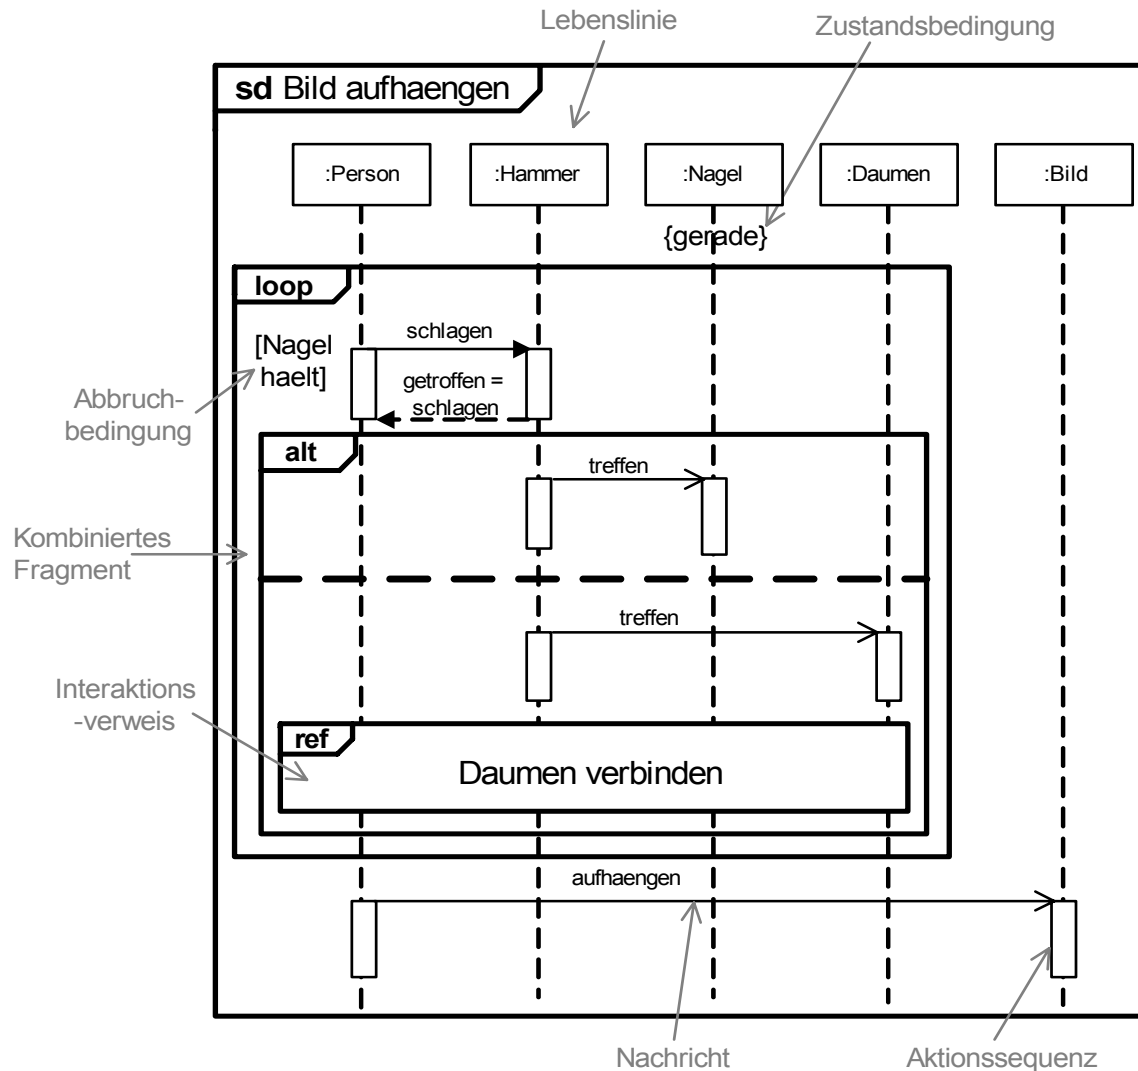 Lebenslinie
Zustandsbedingung
sd Bild aufhaengen
:Person
:Hammer
:Nagel
:Daumen
:Bild
{gerade}
loop
[Nagel
haelt]
schlagen
getroffen =
schlagen
Abbruch-
bedingung
alt
treffen
Kombiniertes
Fragment
treffen
Interaktions
-verweis
ref
Daumen verbinden
aufhaengen
Nachricht
Aktionssequenz